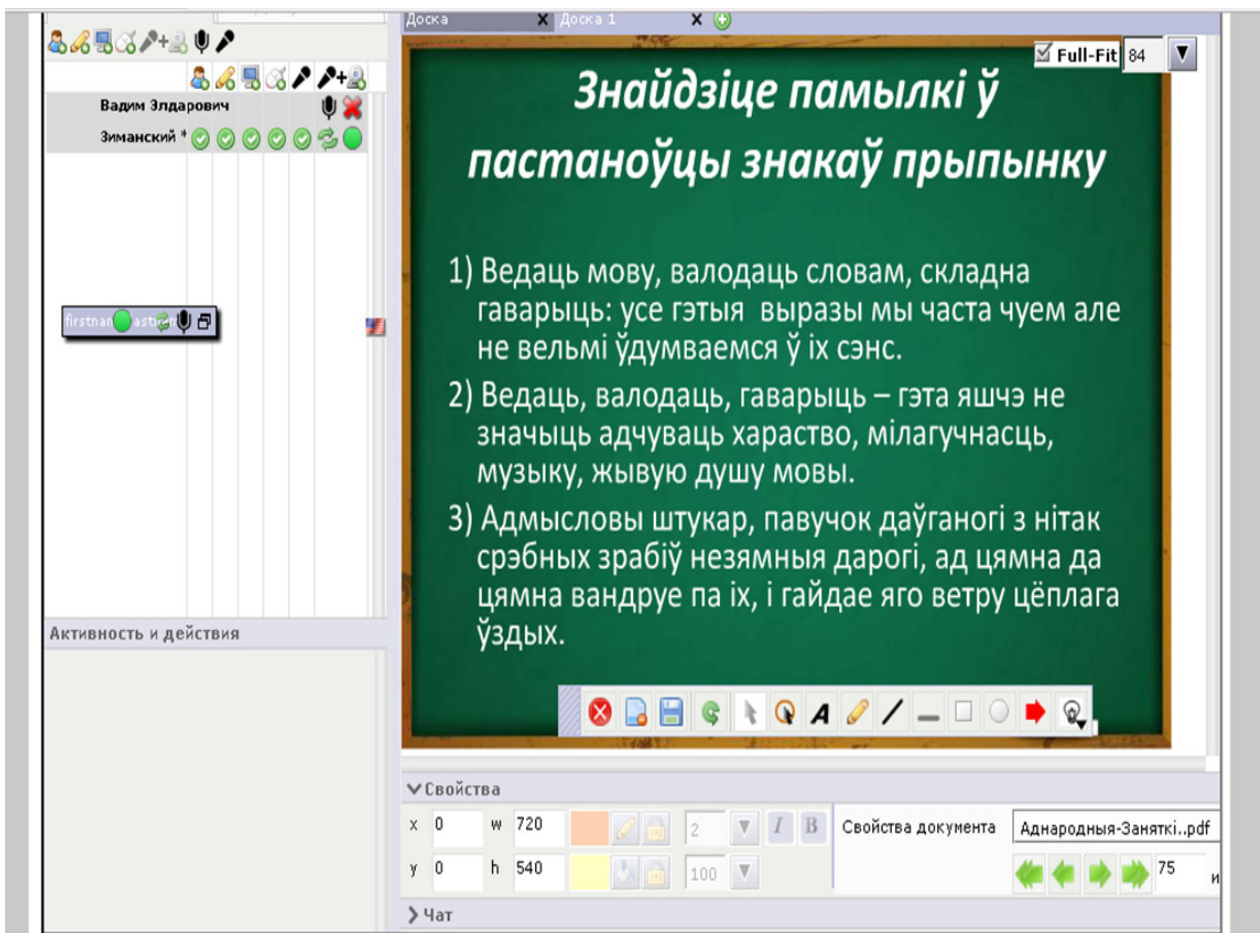 Доска
Доска 1
Full-Fit 84
Вадим Элдарович
Зиманский *
Знайдзіце памылкі ў
пастаноўцы знакаў прыпынку
1) Ведаць мову, валодаць словам, складна
гаварыць: усе гэтыя выразы мы часта чуем але
не вельмі ўдумваемся ў іх сэнс.
2) Ведаць, валодаць, гаварыць – гэта яшчэ не
значыць адчуваць хараство, мілагучнасць,
музыку, жывую душу мовы.
3) Адмысловы штукар, павучок даўганогі з нітак
срэбных зрабіў незямныя дарогі, ад цямна да
цямна вандруе па іх, і гайдае яго ветру цёплага
ўздых.
Активность и действия
Свойства
x 0 w 720 2 I B Свойства документа Аднародныя-Заняткі..pdf
y 0 h 540 100 75 и
Чат